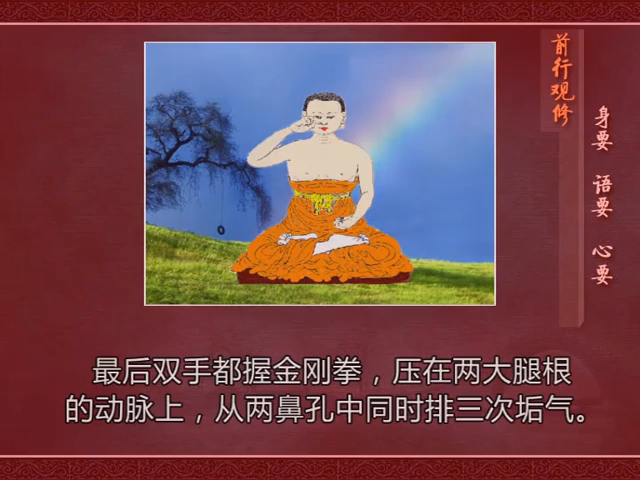 前行观修
身要 语要 心要
最后双手都握金刚拳，压在两大腿根
的动脉上，从两鼻孔中同时排三次垢气。